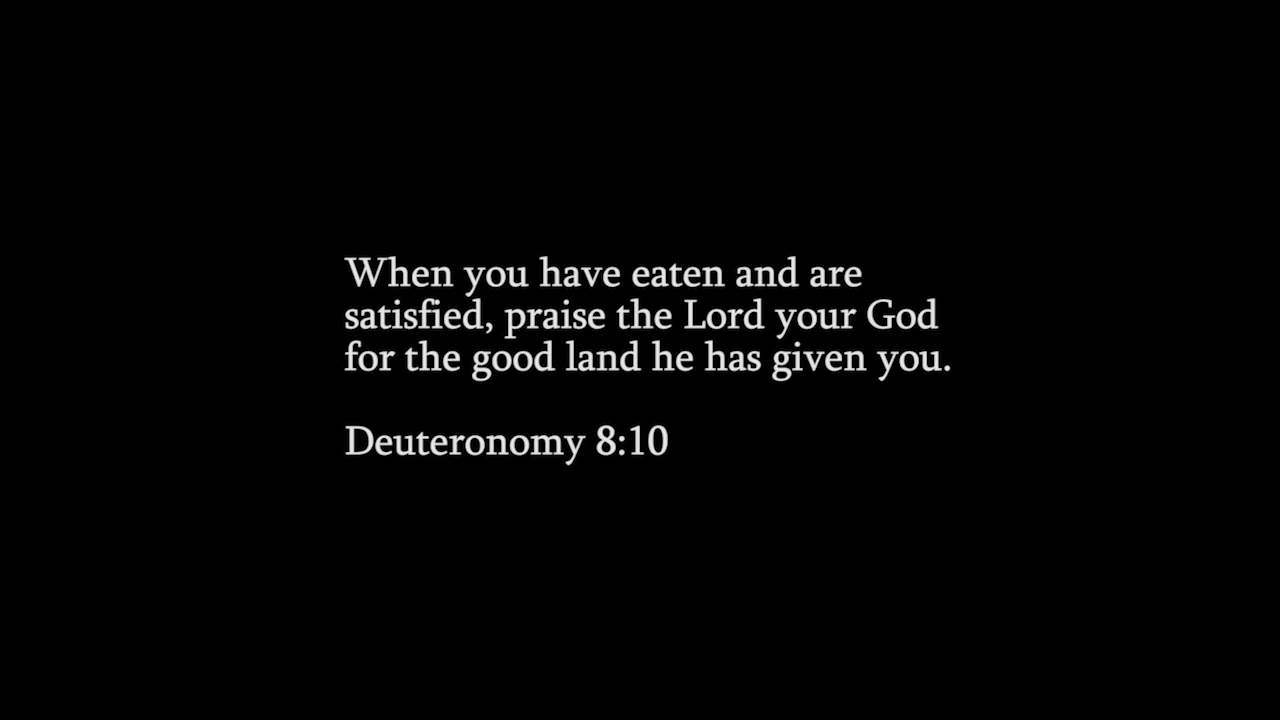 When you have eaten and are
satisfied, praise the Lord your God
for the good land he has given you.
Deuteronomy 8:10